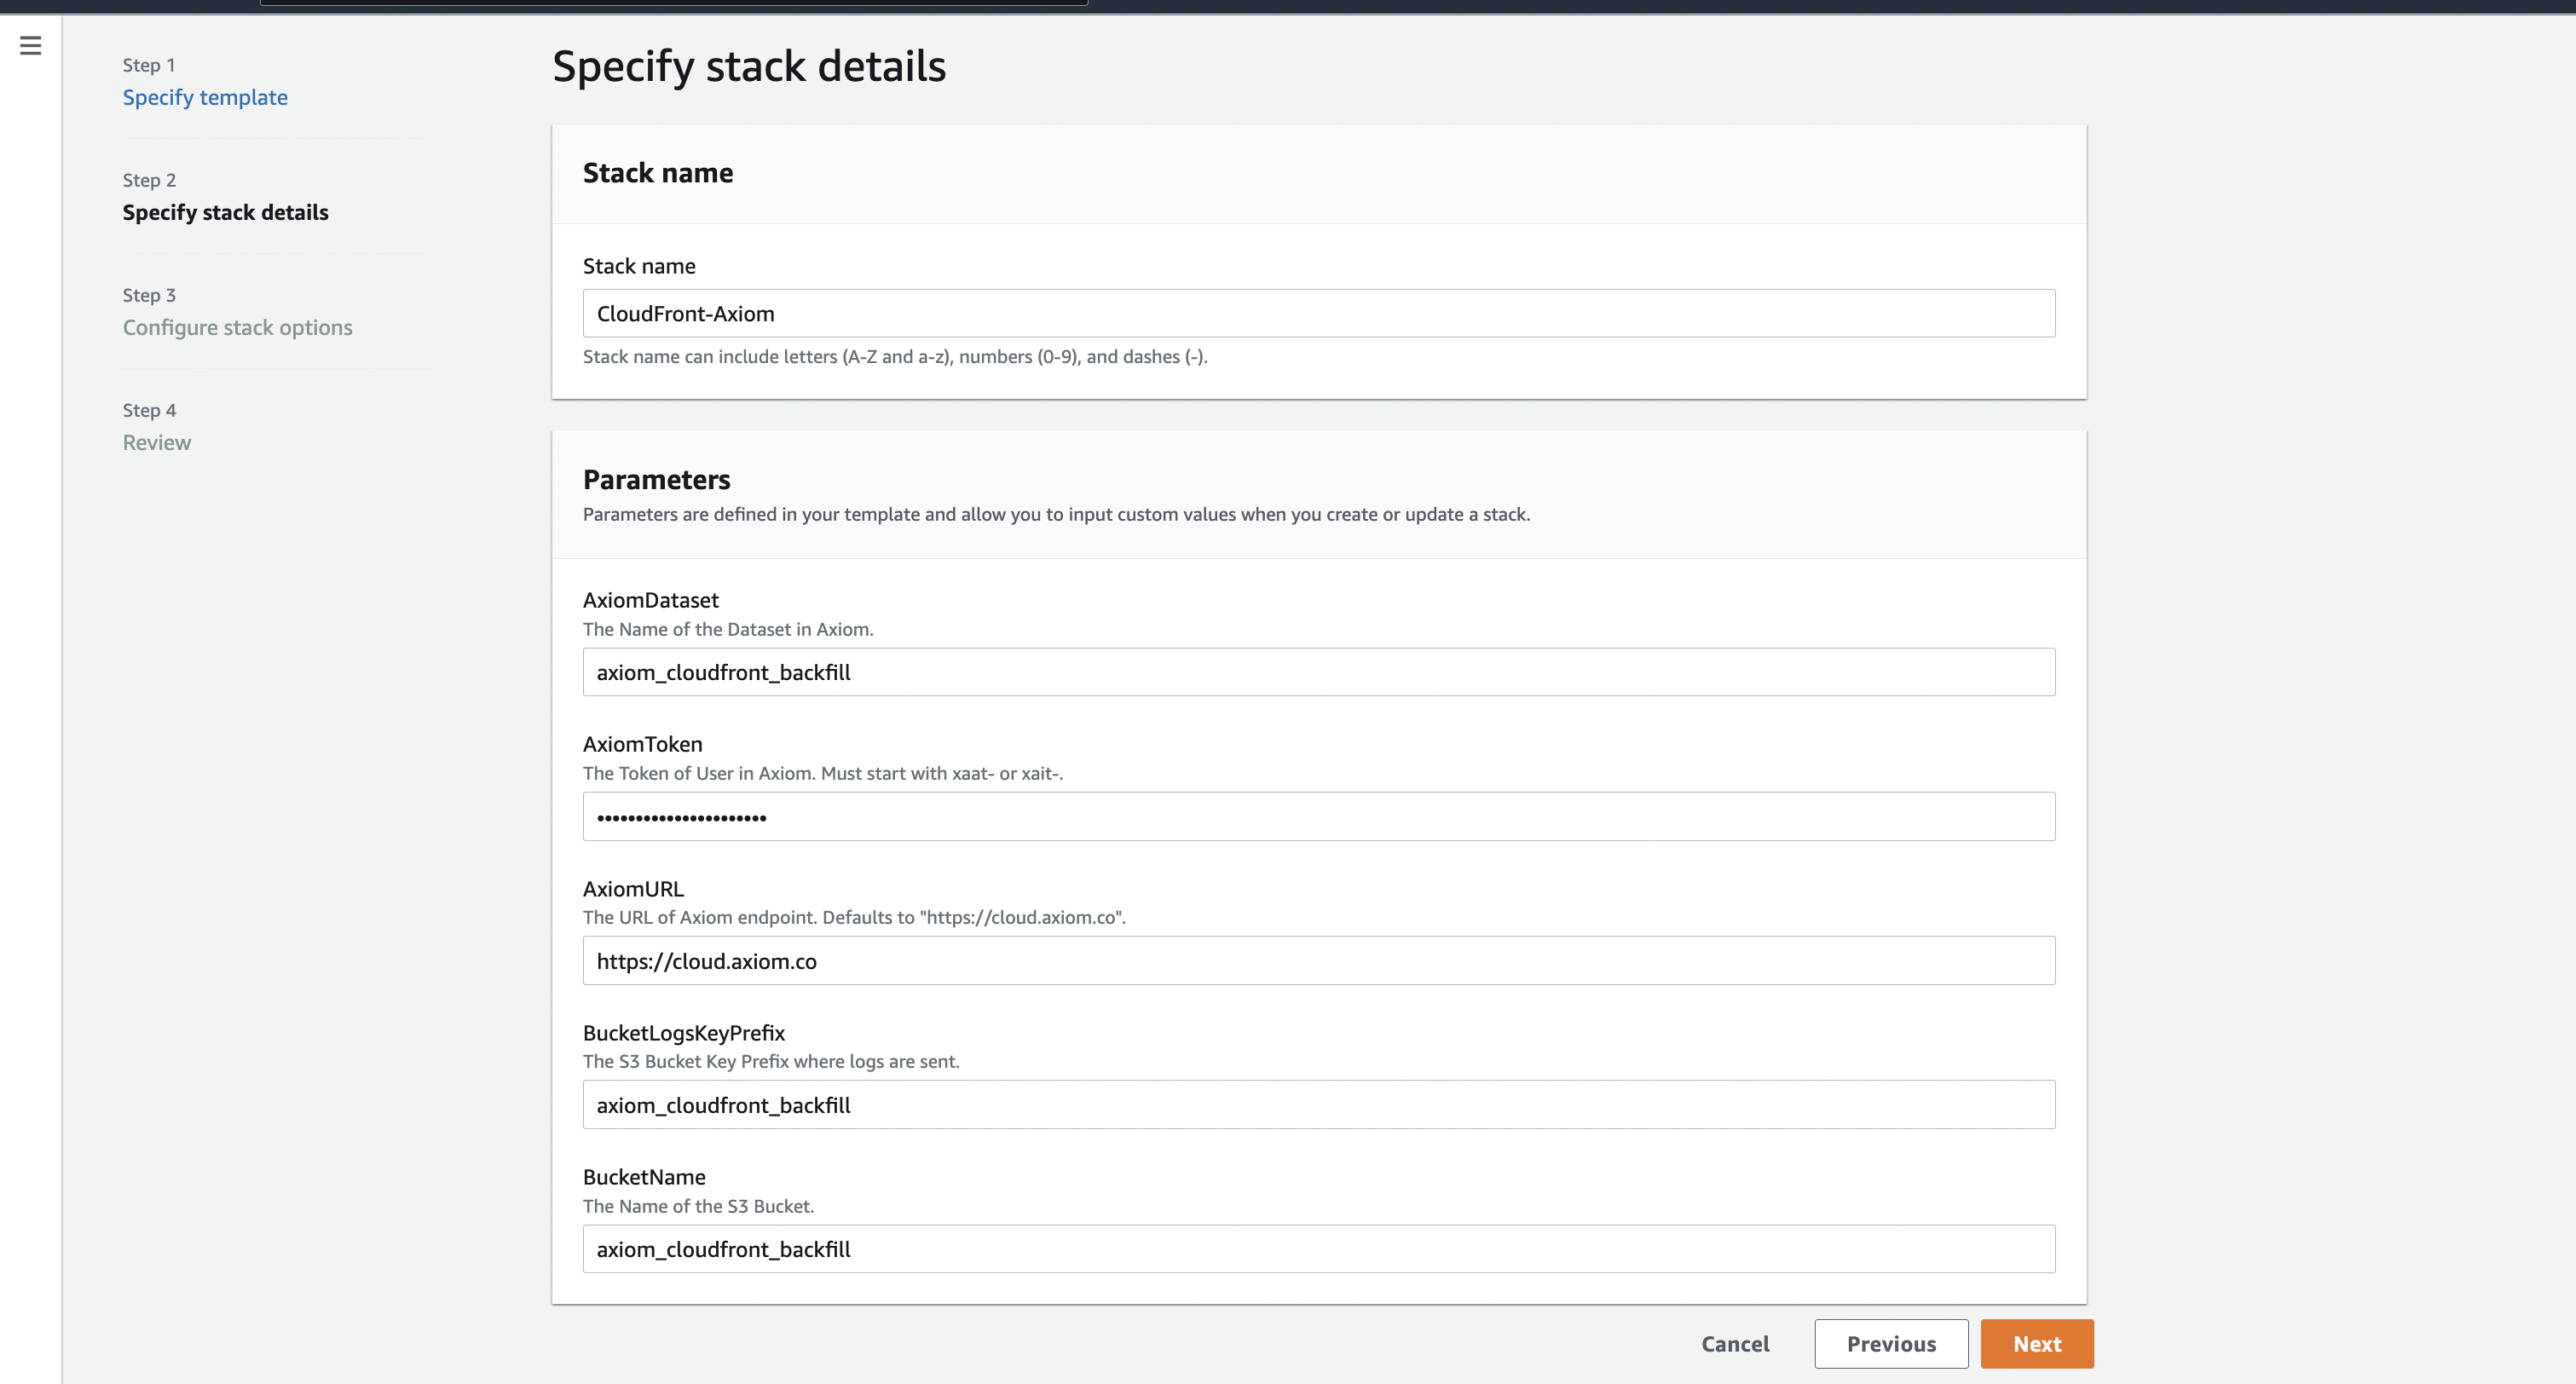 Step 1
Specify template
Step 2
Specify stack details
Step 3
Configure stack options
Step 4
Review
Specify stack details
Stack name
Stack name
CloudFront-Axiom
Stack name can include letters (A-Z and a-z), numbers (0-9), and dashes (-).
Parameters
Parameters are defined in your template and allow you to input custom values when you create or update a stack.
AxiomDataset
The Name of the Dataset in Axiom.
axiom_cloudfront_backfill
AxiomToken
The Token of User in Axiom. Must start with xaat- or xait-.
••••••••••••••••••••••
AxiomURL
The URL of Axiom endpoint. Defaults to "https://cloud.axiom.co".
https://cloud.axiom.co
BucketLogsKeyPrefix
The S3 Bucket Key Prefix where logs are sent.
axiom_cloudfront_backfill
BucketName
The Name of the S3 Bucket.
axiom_cloudfront_backfill
Cancel
Previous
Next